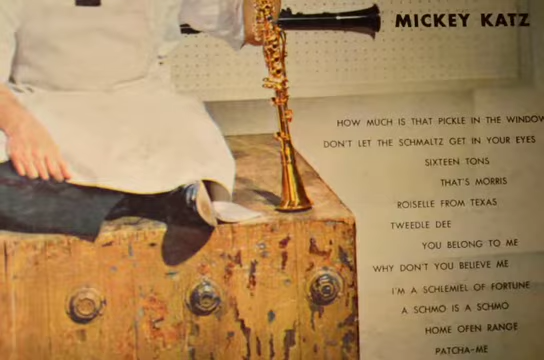 MICKEY KATZ
HOW MUCH IS THAT PICKLE IN THE WINDOW
DON'T LET THE SCHMALTZ GET IN YOUR EYES
SIXTEEN TONS
THAT'S MORRIS
ROISELLE FROM TEXAS
TWEEDLE DEE
YOU BELONG TO ME
WHY DON'T YOU BELIEVE ME
I'M A SCHLEMIEL OF FORTUNE
A SCHMO IS A SCHMO
HOME OFEN RANGE
PATCHA-ME